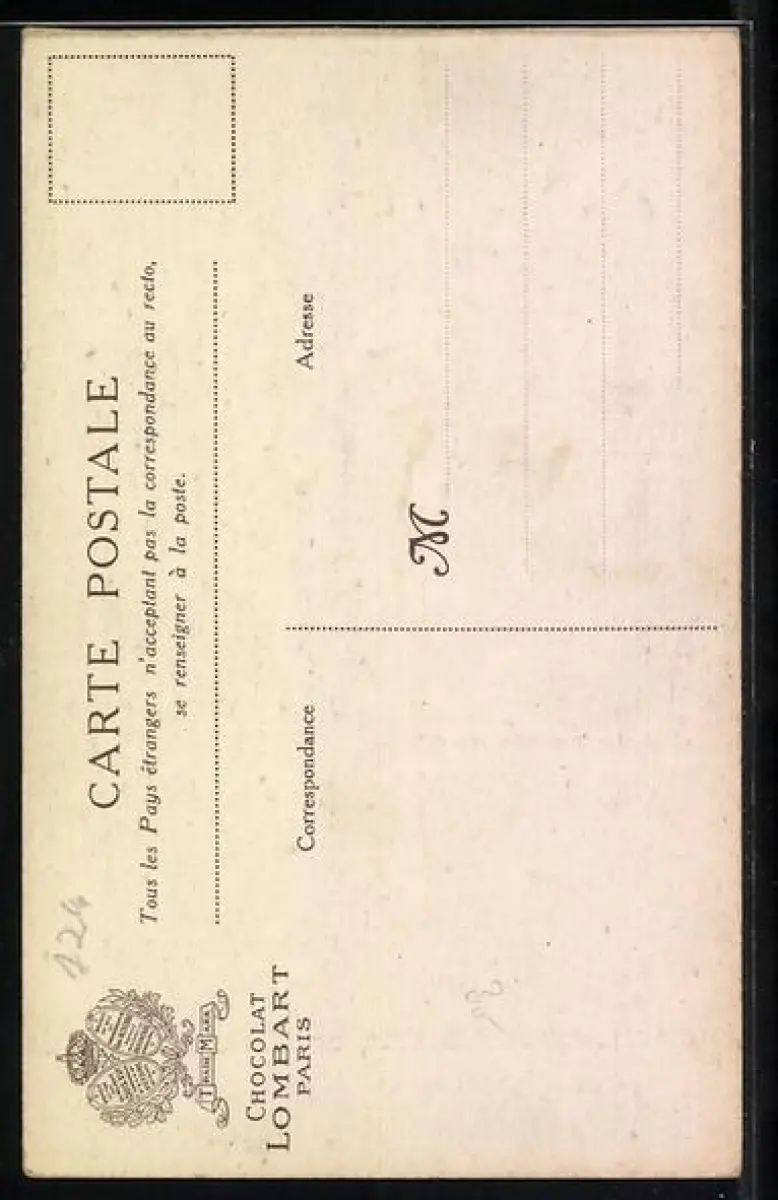 124
CARTE POSTALE
Tous les Pays étrangers n'acceptant pas la correspondance au recto,
se renseigner à la poste.
TRADE MARK
CHOCOLAT
LOMBART
PARIS
Correspondance
Adresse
M